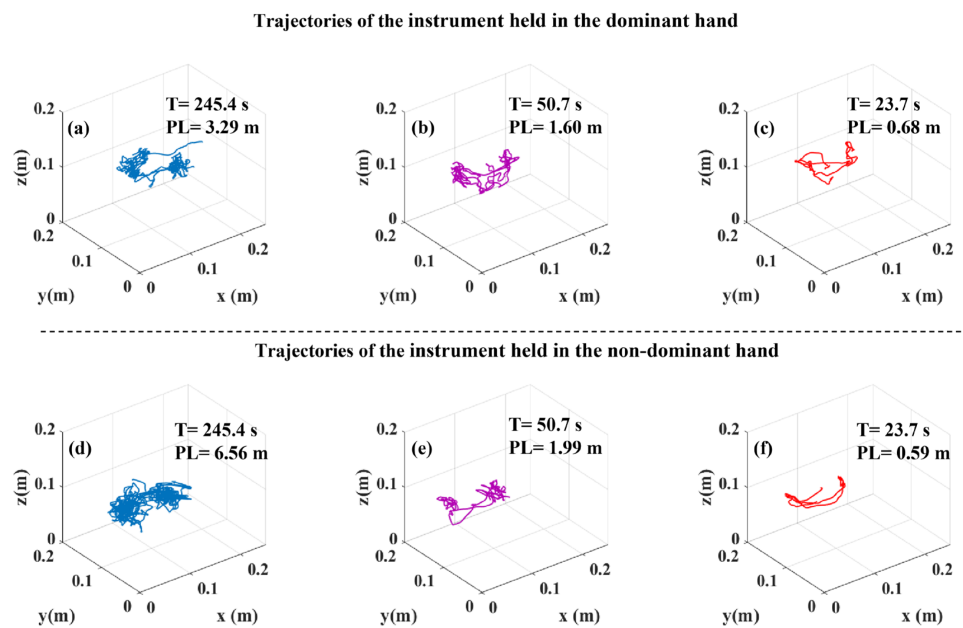 Trajectories of the instrument held in the dominant hand
(a)
T= 245.4 s
PL= 3.29 m
0.2
0.1
0
z(m)
0.2
0.1
0
y(m)
0
0.1
0.2
x (m)
(b)
T= 50.7 s
PL= 1.60 m
0.2
0.1
0
z(m)
0.2
0.1
0
y(m)
0
0.1
0.2
x (m)
(c)
T= 23.7 s
PL= 0.68 m
0.2
0.1
0
z(m)
0.2
0.1
0
y(m)
0
0.1
0.2
x (m)
Trajectories of the instrument held in the non-dominant hand
(d)
T= 245.4 s
PL= 6.56 m
0.2
0.1
0
z(m)
0.2
0.1
0
y(m)
0
0.1
0.2
x (m)
(e)
T= 50.7 s
PL= 1.99 m
0.2
0.1
0
z(m)
0.2
0.1
0
y(m)
0
0.1
0.2
x (m)
(f)
T= 23.7 s
PL= 0.59 m
0.2
0.1
0
z(m)
0.2
0.1
0
y(m)
0
0.1
0.2
x (m)